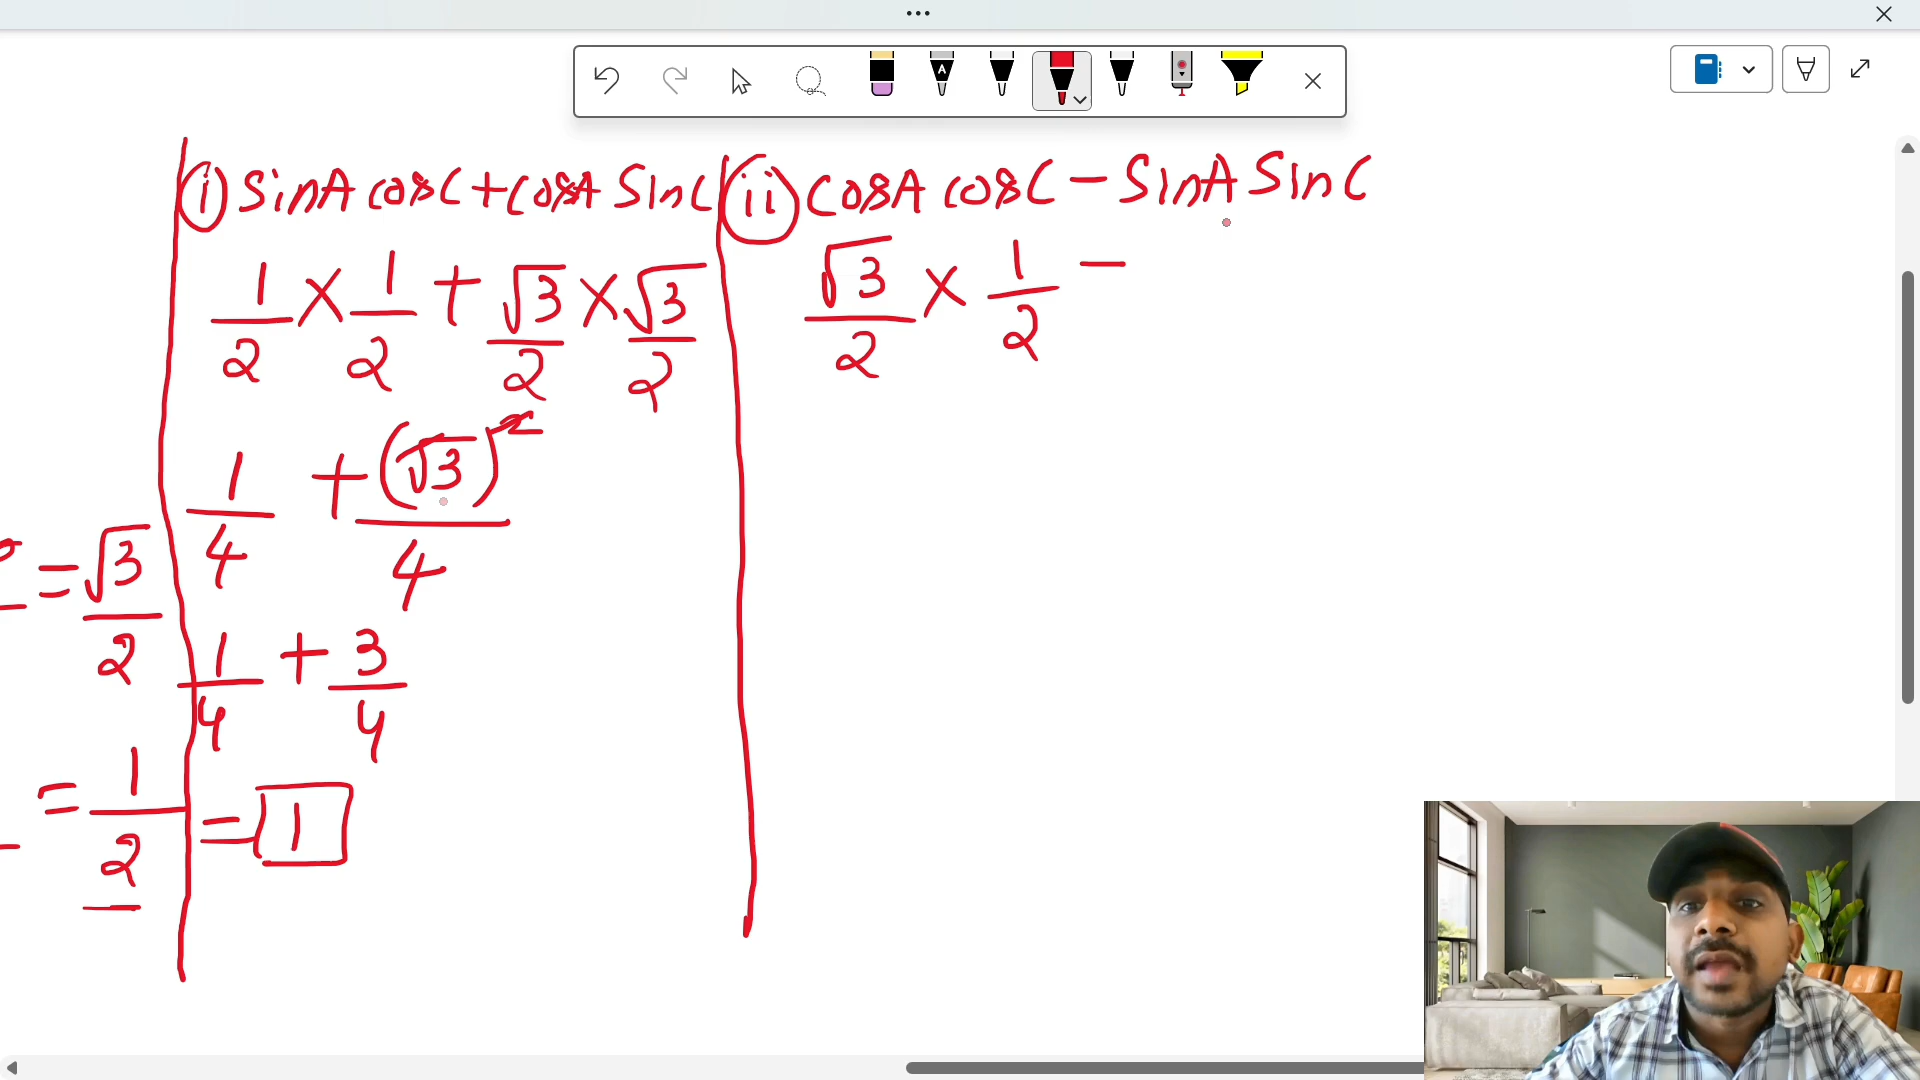 (i) SinA cosC + cosA SinC
1/2 × 1/2 + √3/2 × √3/2
1/4 + (√3)²/4
1/4 + 3/4
= 1
(ii) CosA cosC - SinA SinC
√3/2 × 1/2 -
= √3/2
= 1/2